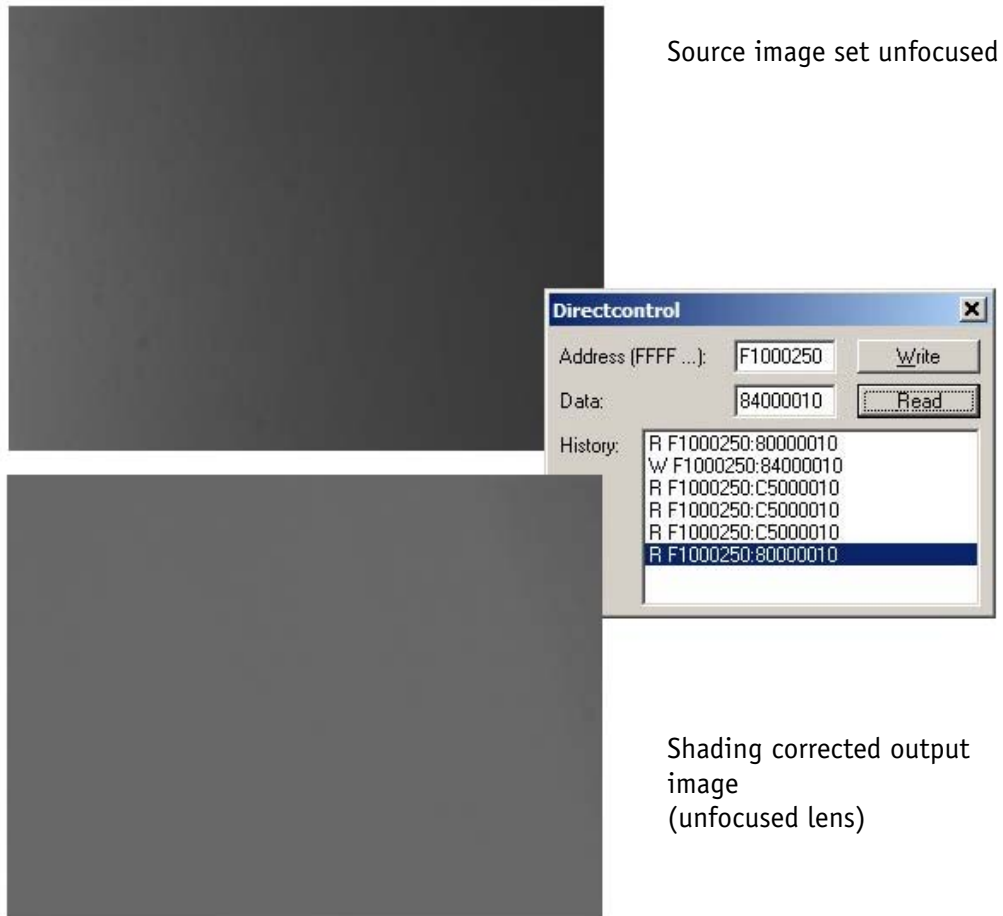 Source image set unfocused
Directcontrol
Address (FFFF ...): F1000250 Write
Data: 84000010 Read
History:
R F1000250:80000010
W F1000250:84000010
R F1000250:C5000010
R F1000250:C5000010
R F1000250:C5000010
R F1000250:80000010
Shading corrected output
image
(unfocused lens)